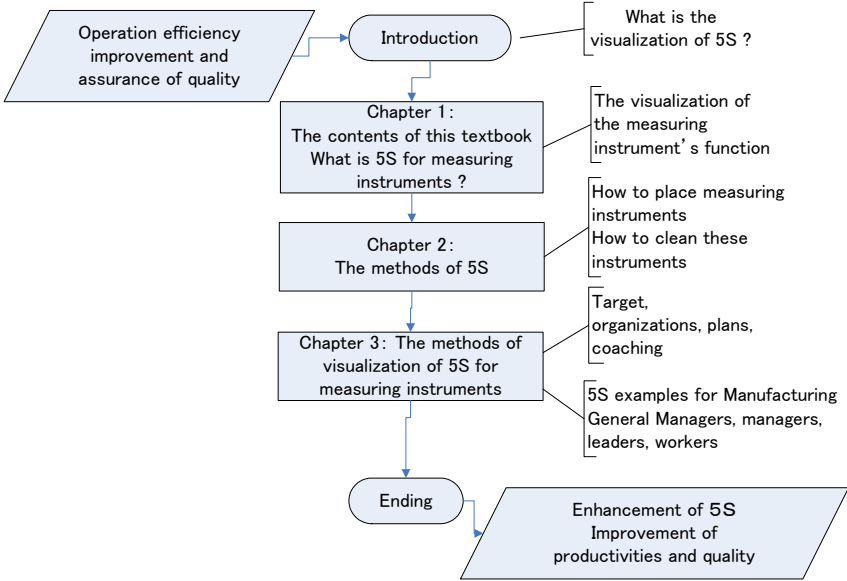 Operation efficiency
improvement and
assurance of quality
Introduction
What is the
visualization of 5S ?
Chapter 1:
The contents of this textbook
What is 5S for measuring
instruments ?
The visualization of
the measuring
instrument's function
Chapter 2:
The methods of 5S
How to place measuring
instruments
How to clean these
instruments
Chapter 3: The methods of
visualization of 5S for
measuring instruments
Target,
organizations, plans,
coaching
5S examples for Manufacturing
General Managers, managers,
leaders, workers
Ending
Enhancement of 5S
Improvement of
productivities and quality